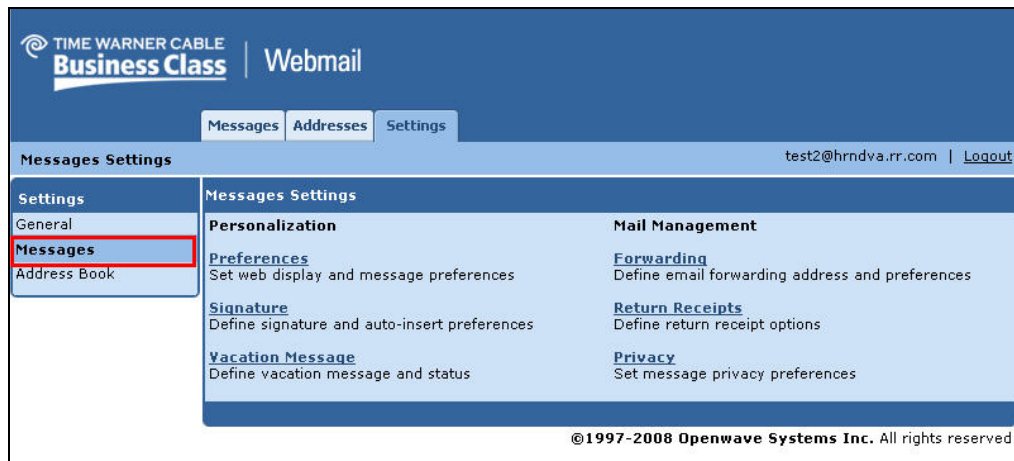 TIME WARNER CABLE
Business Class | Webmail
Messages Addresses Settings
Messages Settings
test2@hrndva.rr.com | Logout
Settings
General
Messages
Address Book
Messages Settings
Personalization
Preferences
Set web display and message preferences
Signature
Define signature and auto-insert preferences
Vacation Message
Define vacation message and status
Mail Management
Forwarding
Define email forwarding address and preferences
Return Receipts
Define return receipt options
Privacy
Set message privacy preferences
©1997-2008 Openwave Systems Inc. All rights reserved